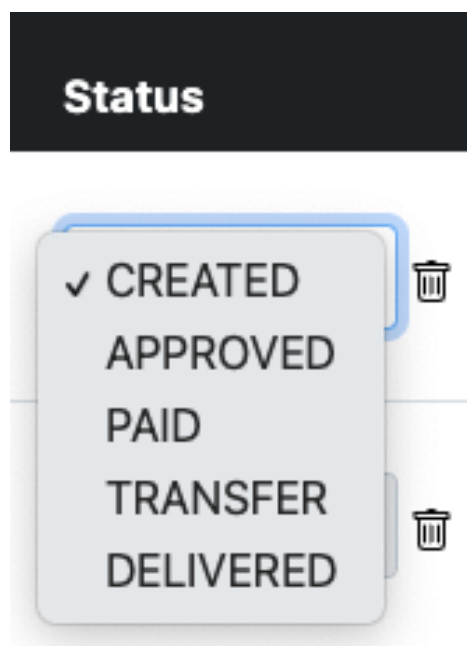 Status
✓ CREATED
APPROVED
PAID
TRANSFER
DELIVERED